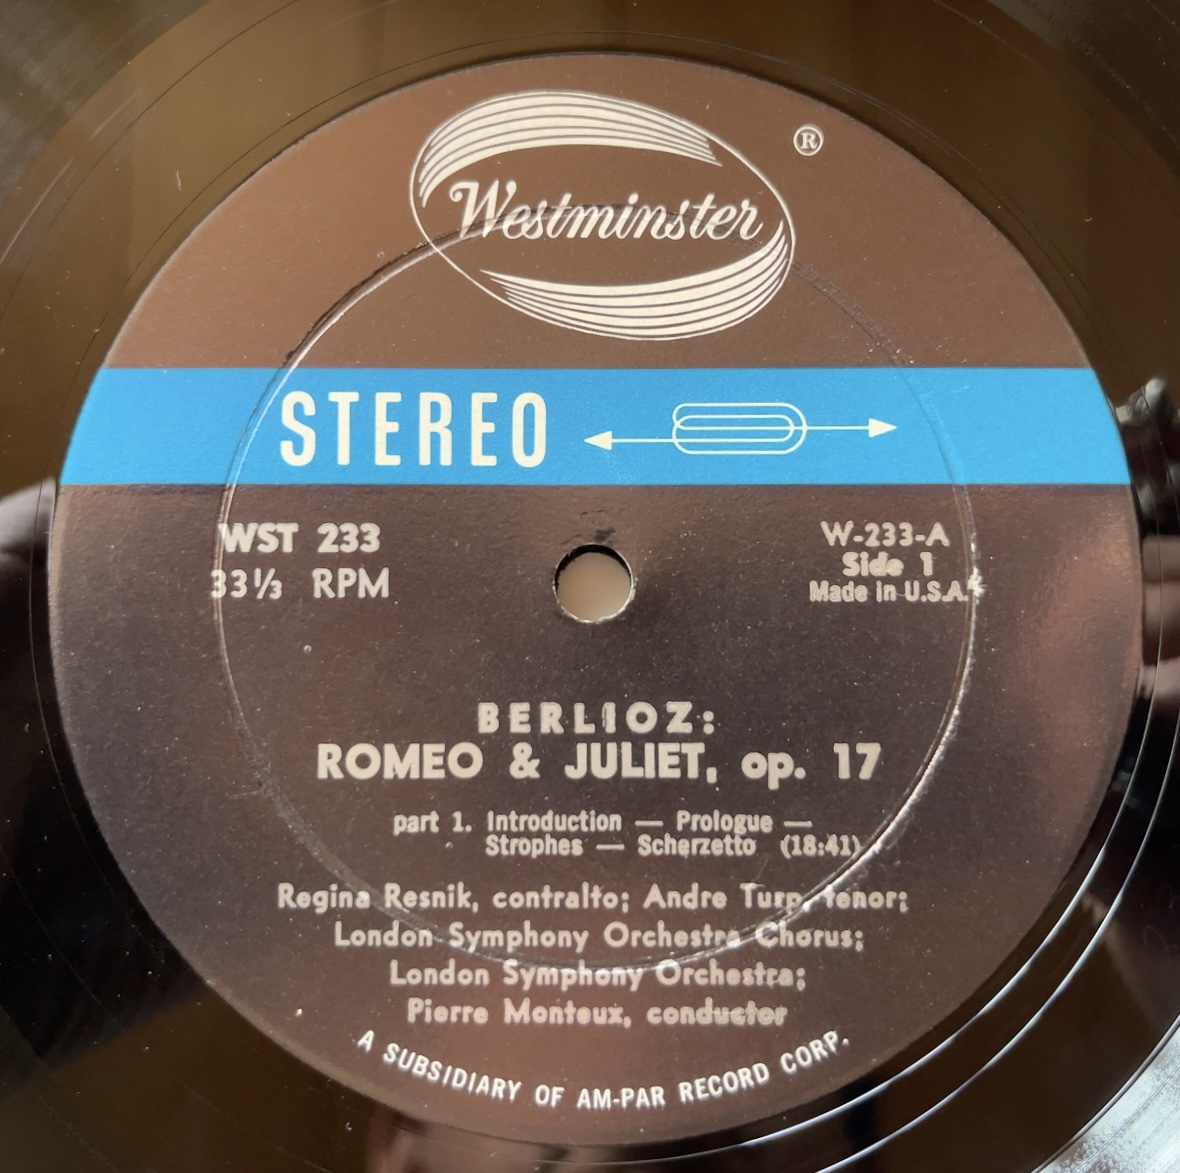 Westminster
®
STEREO
WST 233
33⅓ RPM
W-233-A
Side 1
Made in U.S.A.
BERLIOZ:
ROMEO & JULIET, op. 17
part 1. Introduction — Prologue —
Strophes — Scherzetto (18:41)
Regina Resnik, contralto; Andre Turp, tenor;
London Symphony Orchestra Chorus;
London Symphony Orchestra;
Pierre Monteux, conductor
A SUBSIDIARY OF AM-PAR RECORD CORP.